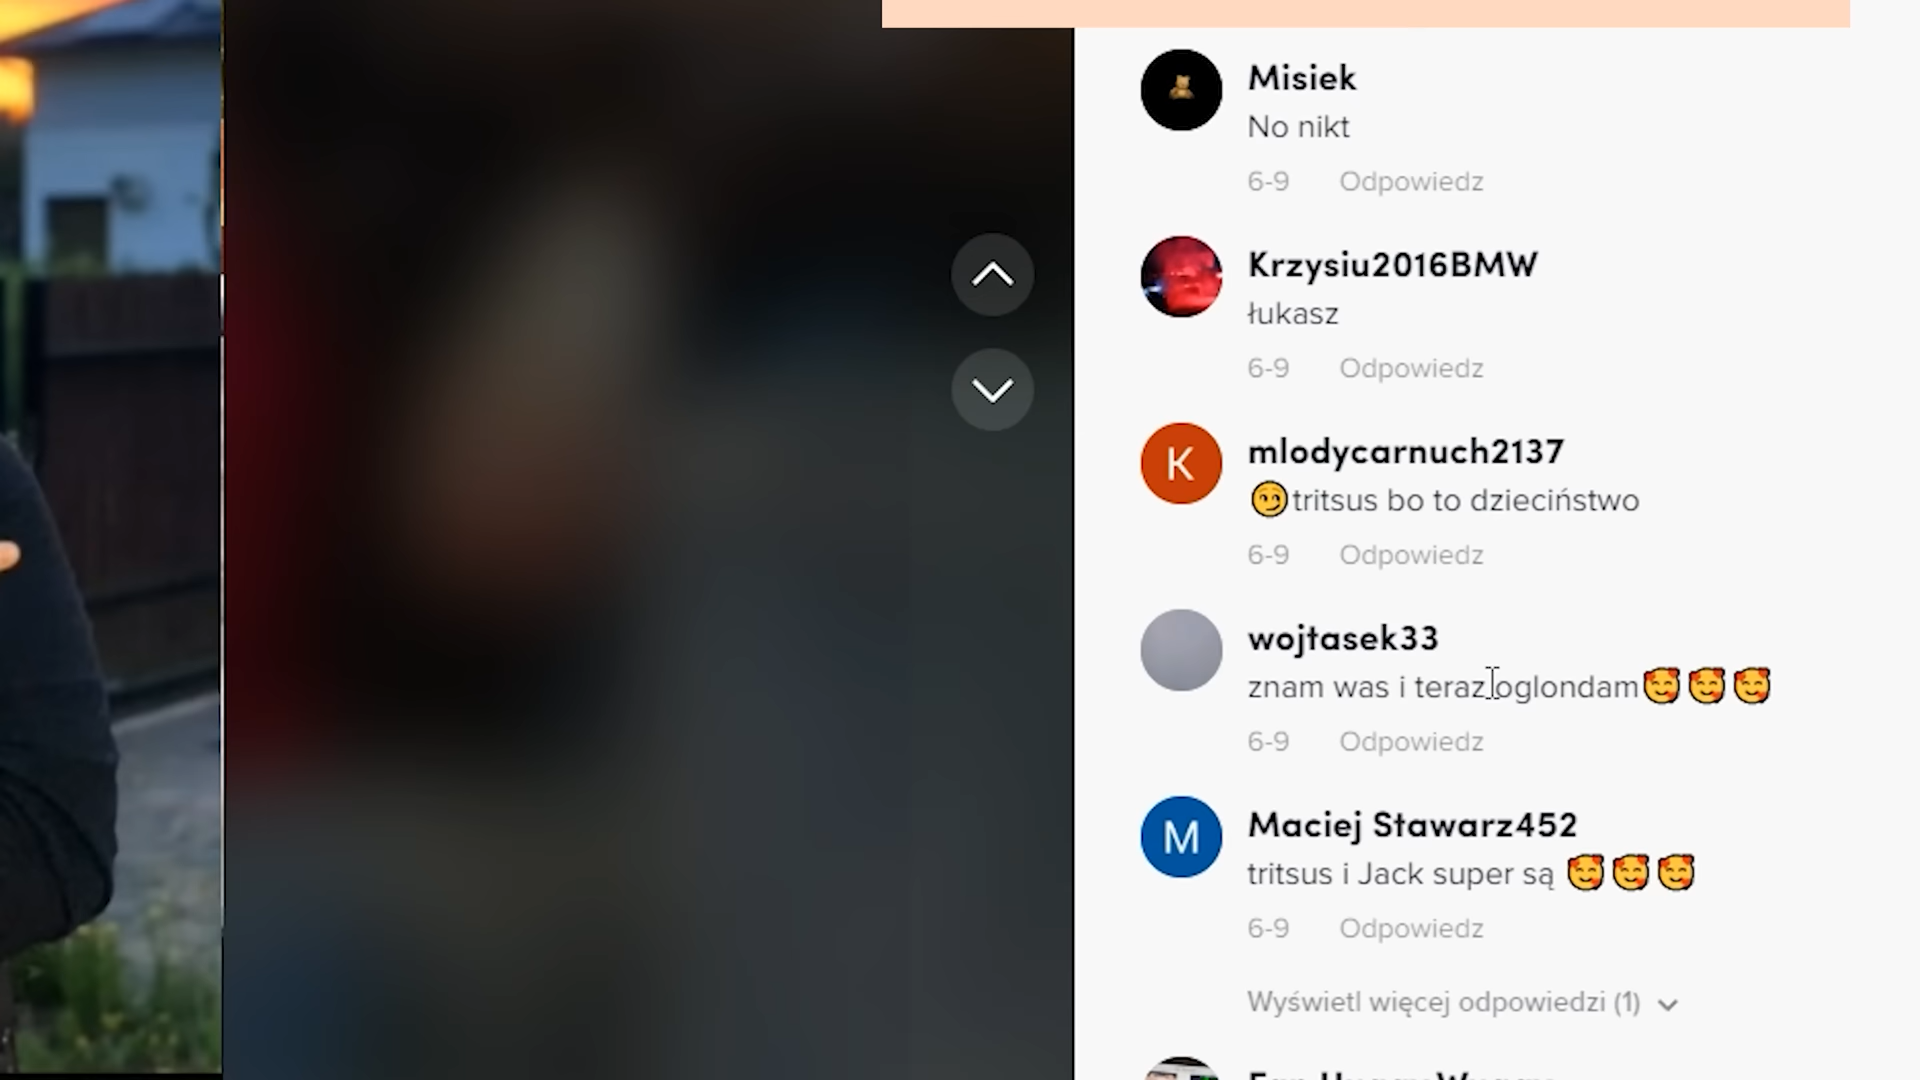 Misiek
No nikt
6-9 Odpowiedz
Krzysiu2016BMW
łukasz
6-9 Odpowiedz
K
mlodycarnuch2137
😏tritsus bo to dzieciństwo
6-9 Odpowiedz
wojtasek33
znam was i teraz oglondam🥰🥰🥰
6-9 Odpowiedz
M
Maciej Stawarz452
tritsus i Jack super są 🥰🥰🥰
6-9 Odpowiedz
Wyświetl więcej odpowiedzi (1)